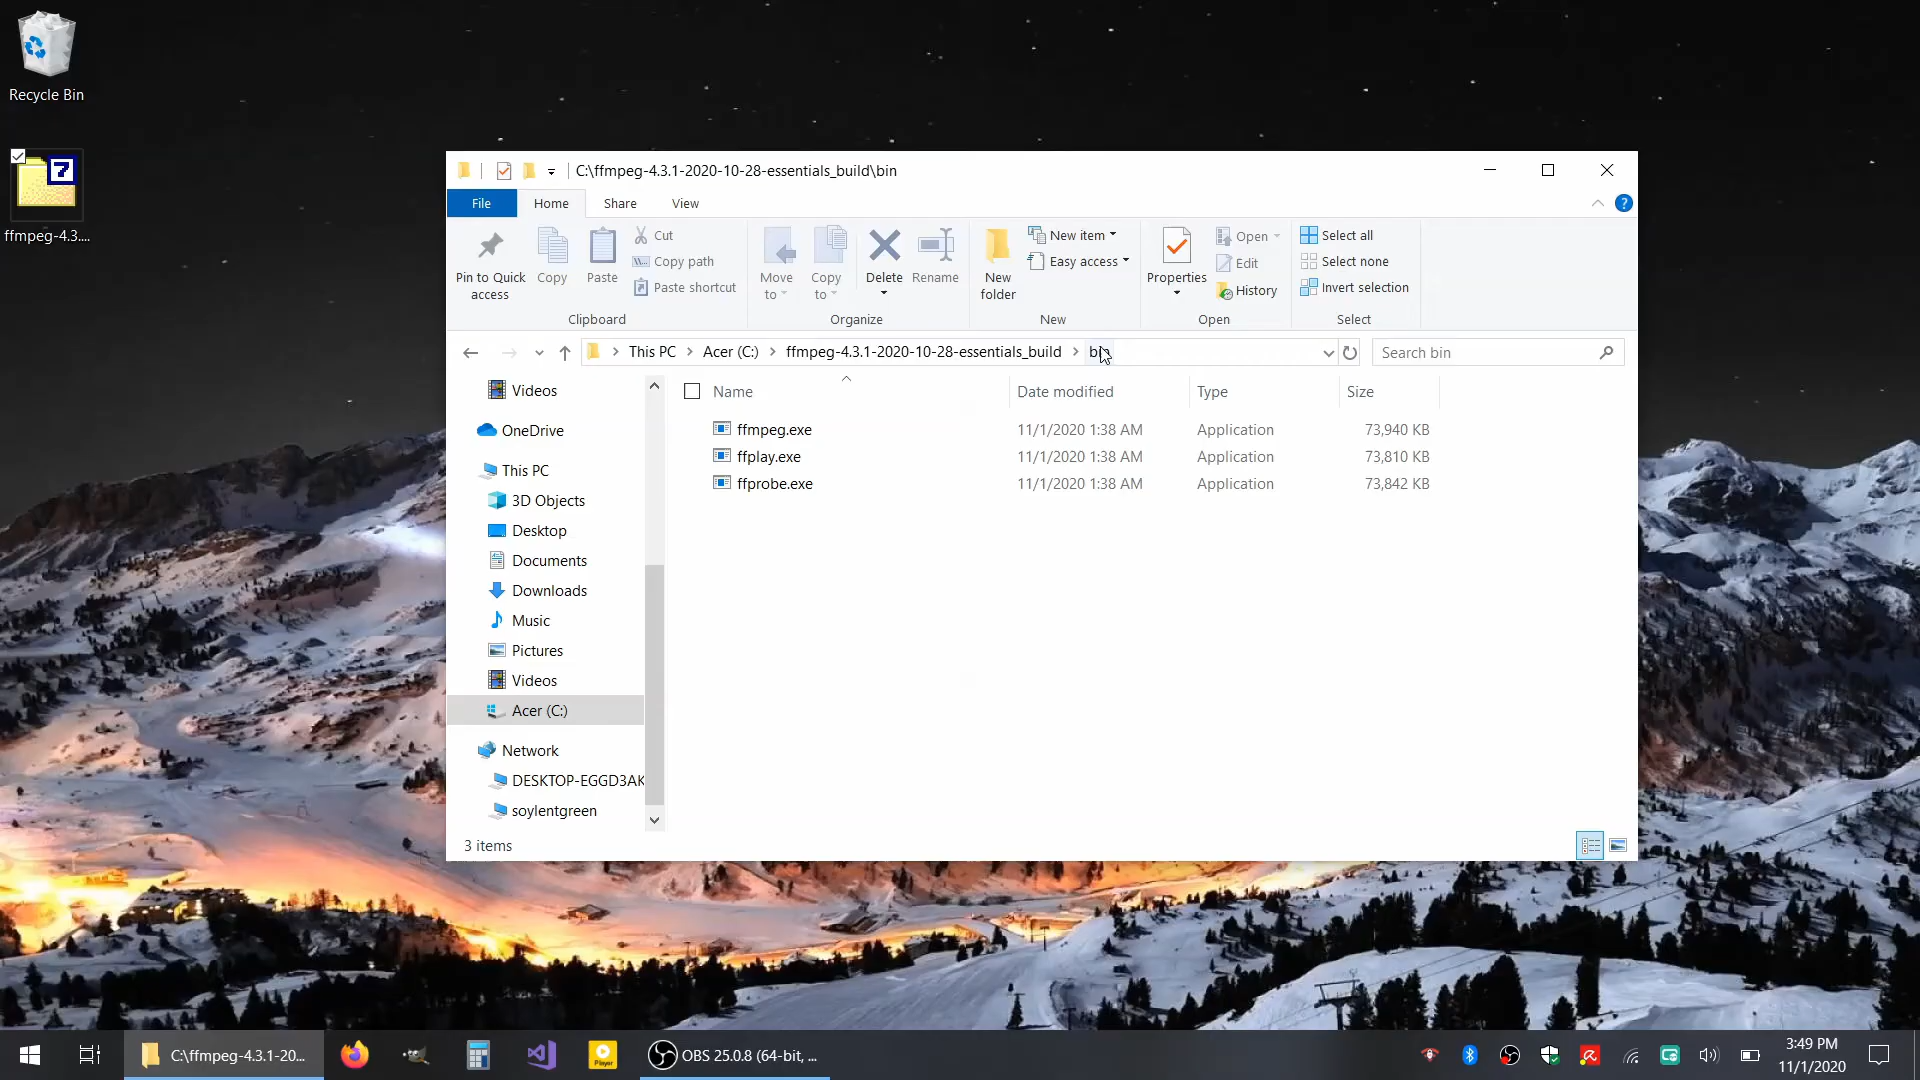 Recycle Bin
ffmpeg-4.3....
C:\ffmpeg-4.3.1-2020-10-28-essentials_build\bin
File Home Share View
Pin to Quick access
Copy
Paste
Cut
Copy path
Paste shortcut
Clipboard
Move to
Copy to
Delete
Rename
Organize
New folder
New item
Easy access
New
Properties
Open
Edit
History
Open
Select all
Select none
Invert selection
Select
This PC Acer (C:) ffmpeg-4.3.1-2020-10-28-essentials_build bin
Search bin
Videos
OneDrive
This PC
3D Objects
Desktop
Documents
Downloads
Music
Pictures
Videos
Acer (C:)
Network
DESKTOP-EGGD3AK
soylentgreen
Name Date modified Type Size
ffmpeg.exe 11/1/2020 1:38 AM Application 73,940 KB
ffplay.exe 11/1/2020 1:38 AM Application 73,810 KB
ffprobe.exe 11/1/2020 1:38 AM Application 73,842 KB
3 items
C:\ffmpeg-4.3.1-20...
Player
OBS 25.0.8 (64-bit, ...
3:49 PM
11/1/2020